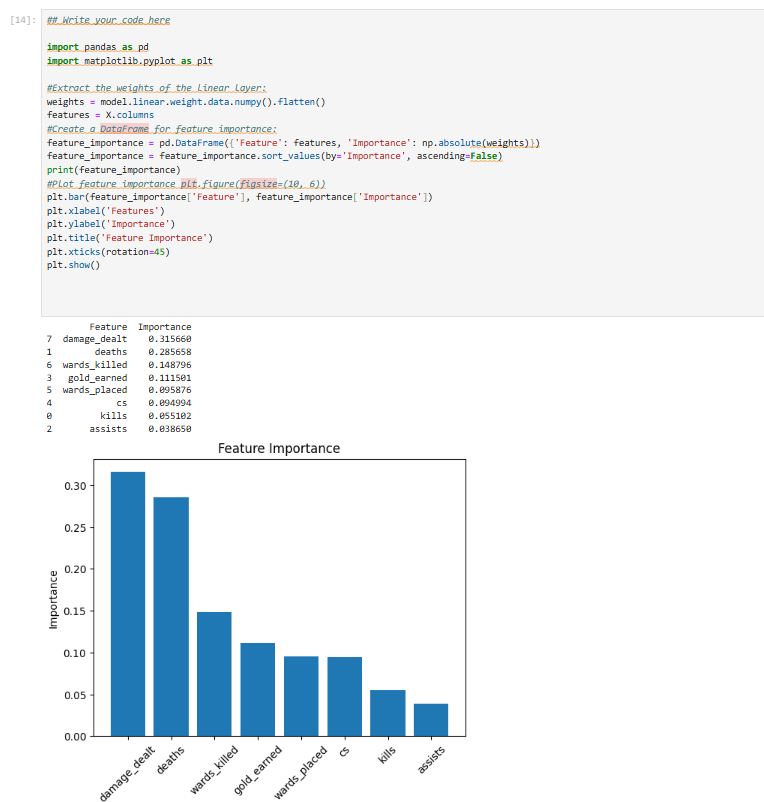 [14]:
## Write your code here
import pandas as pd
import matplotlib.pyplot as plt
#Extract the weights of the linear layer:
weights = model.linear.weight.data.numpy().flatten()
features = X.columns
#Create a DataFrame for feature importance:
feature_importance = pd.DataFrame({'Feature': features, 'Importance': np.absolute(weights)})
feature_importance = feature_importance.sort_values(by='Importance', ascending=False)
print(feature_importance)
#Plot feature importance plt.figure(figsize=(10, 6))
plt.bar(feature_importance['Feature'], feature_importance['Importance'])
plt.xlabel('Features')
plt.ylabel('Importance')
plt.title('Feature Importance')
plt.xticks(rotation=45)
plt.show()
Feature Importance
7 damage_dealt 0.315660
1 deaths 0.285658
6 wards_killed 0.148796
3 gold_earned 0.111501
5 wards_placed 0.095876
4 cs 0.094994
0 kills 0.055102
2 assists 0.038650
Feature Importance
0.30
0.25
0.20
0.15
0.10
0.05
0.00
Importance
damage_dealt
deaths
wards_killed
gold_earned
wards_placed
cs
kills
assists